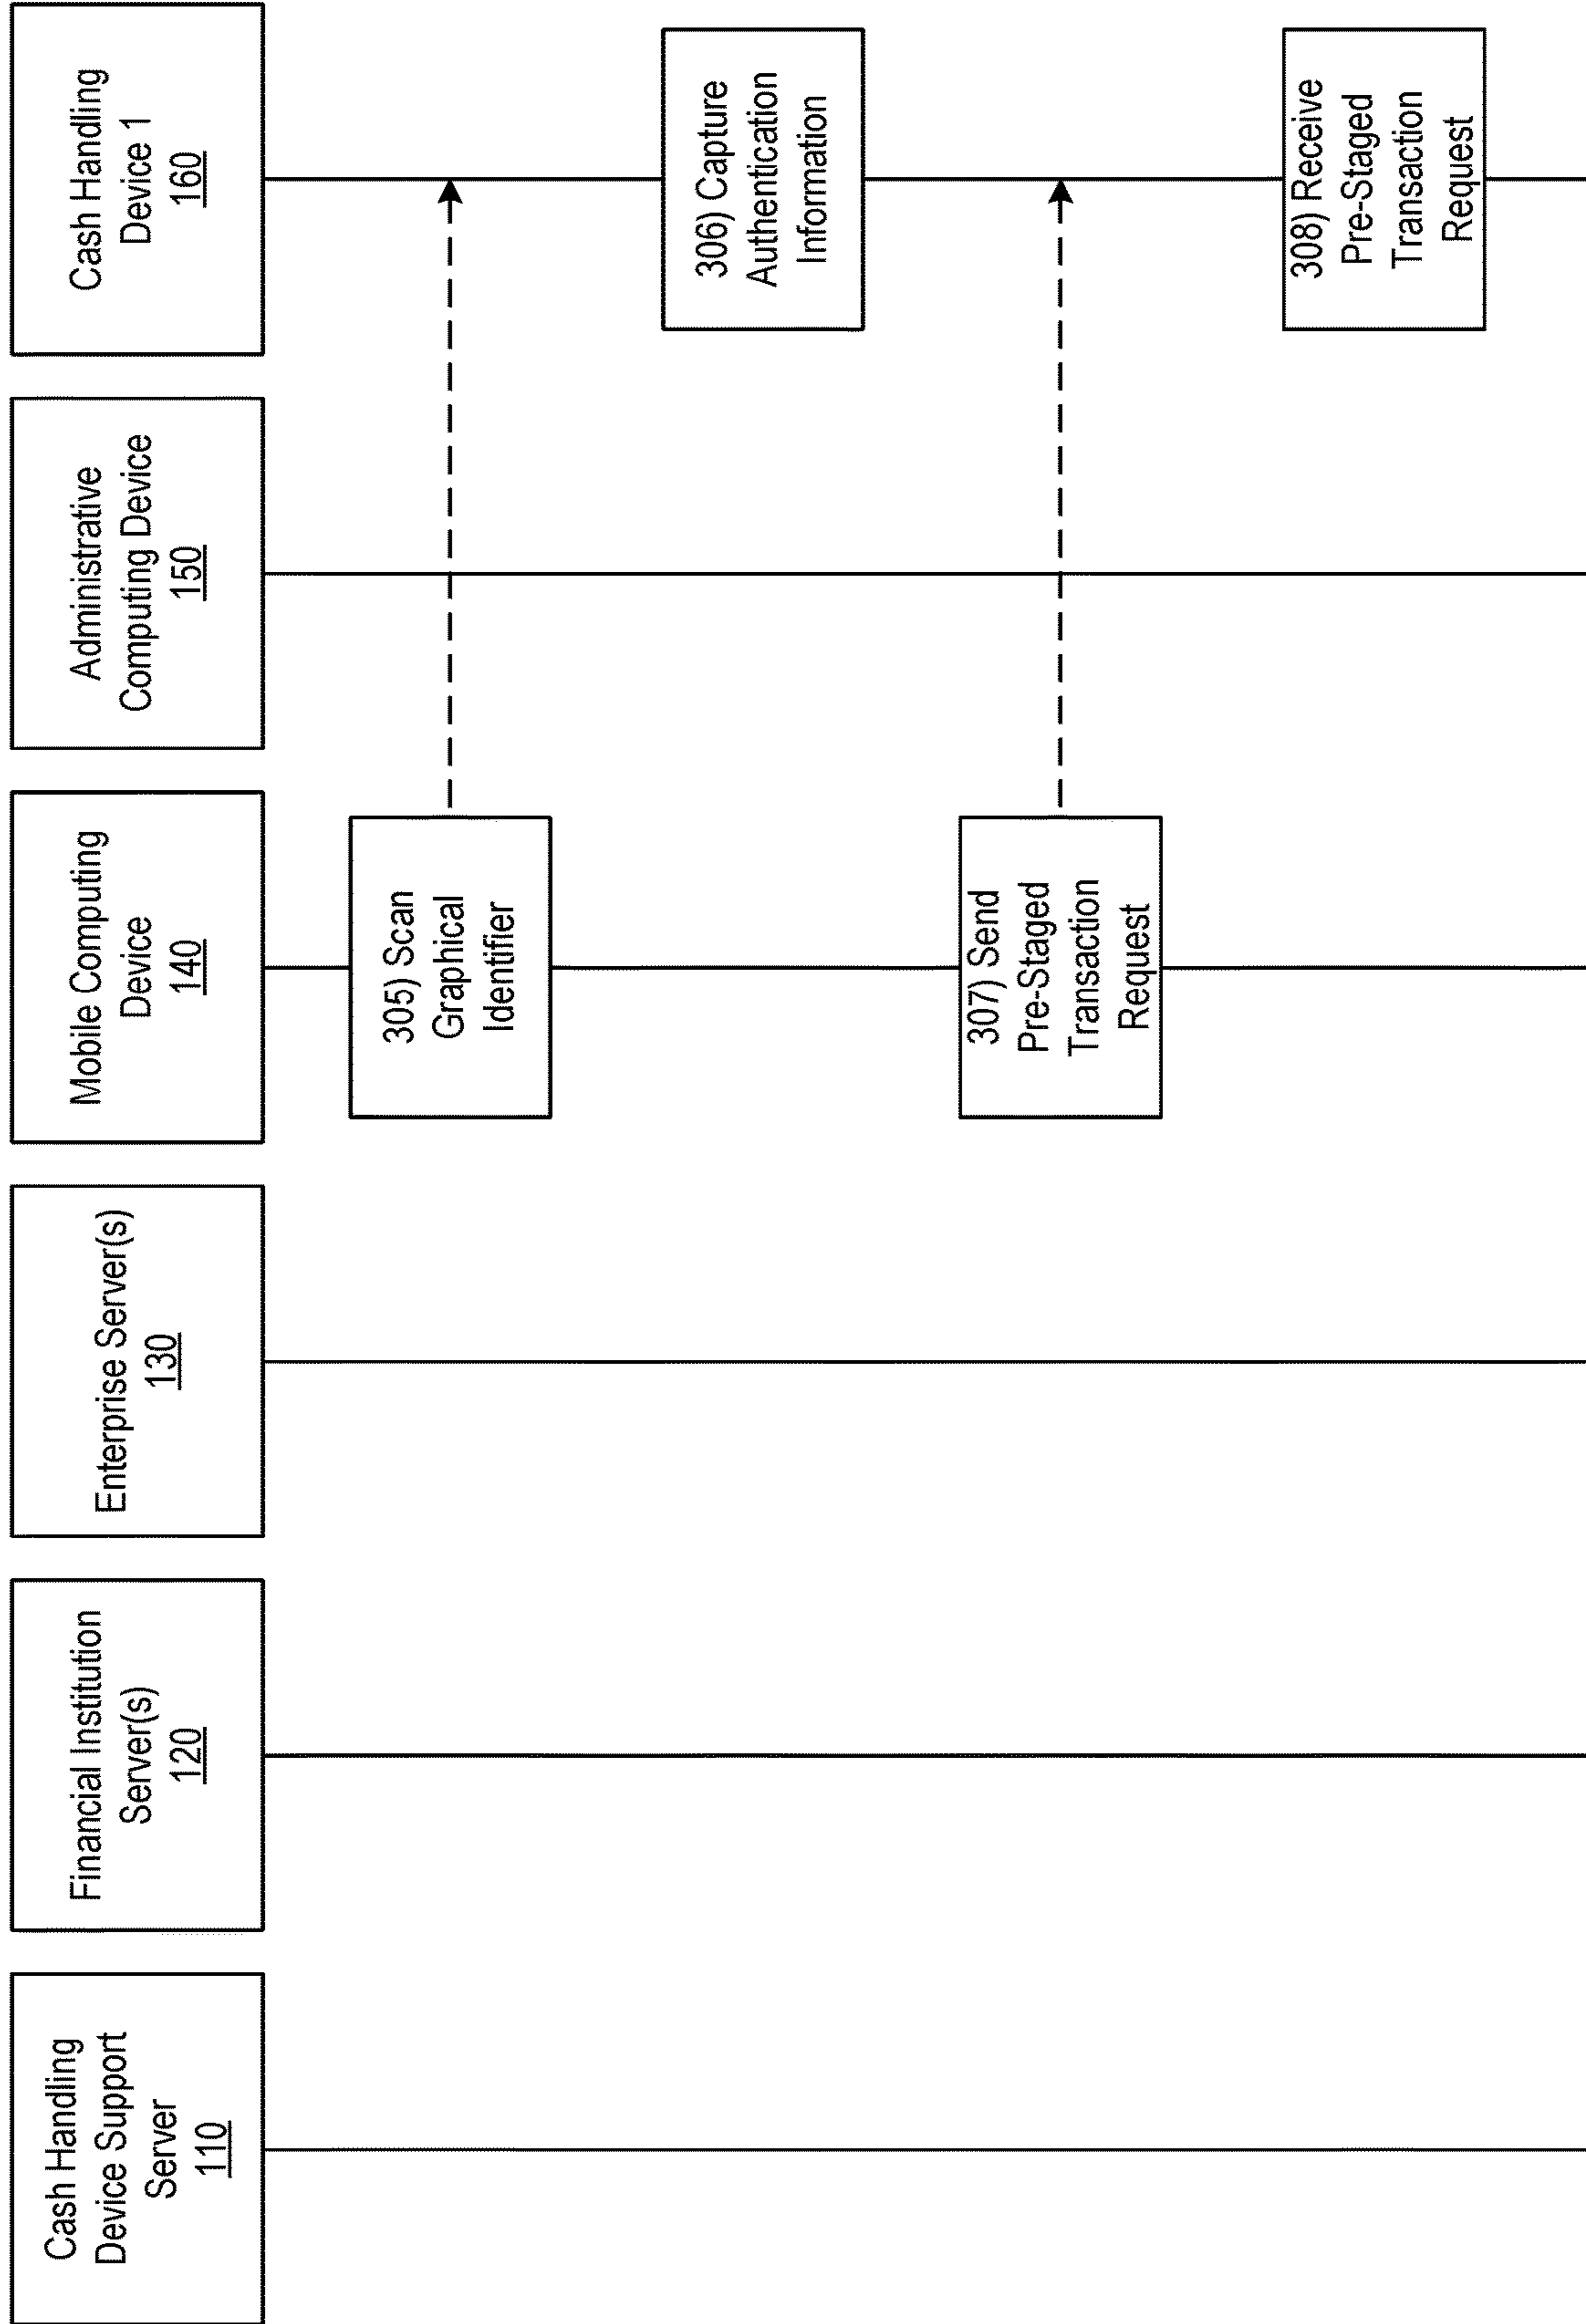 Cash Handling
Device Support
Server
110
Financial Institution
Server(s)
120
Enterprise Server(s)
130
Mobile Computing
Device
140
Administrative
Computing Device
150
Cash Handling
Device 1
160
305) Scan
Graphical
Identifier
306) Capture
Authentication
Information
307) Send
Pre-Staged
Transaction
Request
308) Receive
Pre-Staged
Transaction
Request